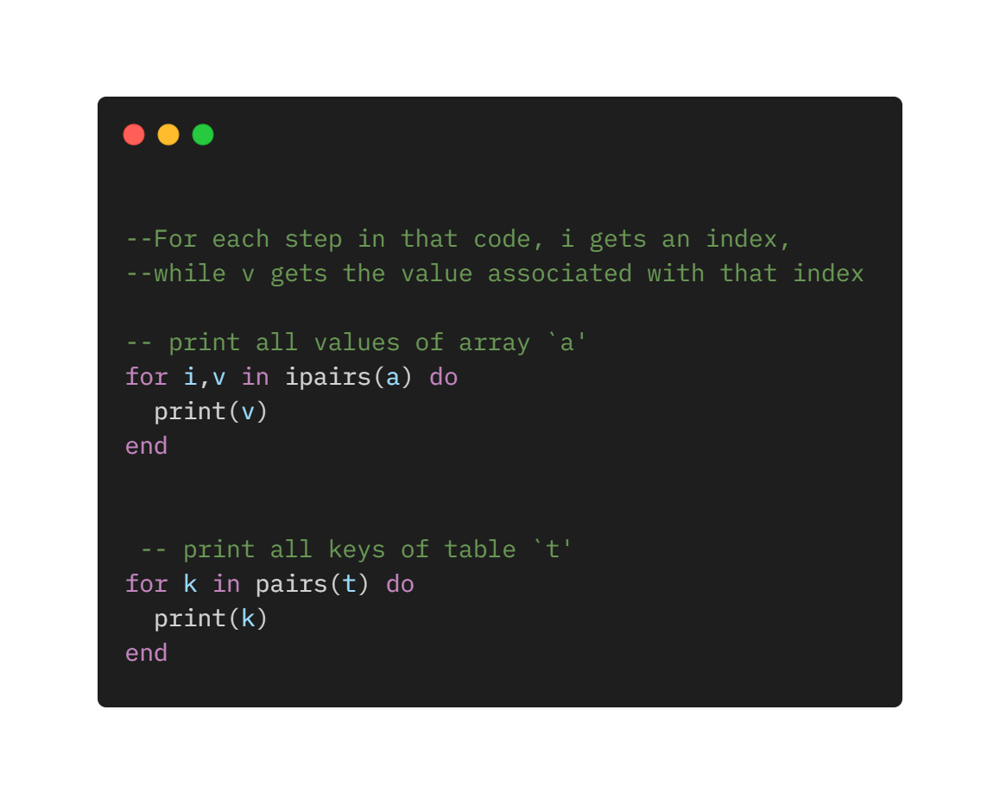 --For each step in that code, i gets an index,
--while v gets the value associated with that index
-- print all values of array `a'
for i,v in ipairs(a) do
  print(v)
end
 -- print all keys of table `t'
for k in pairs(t) do
  print(k)
end